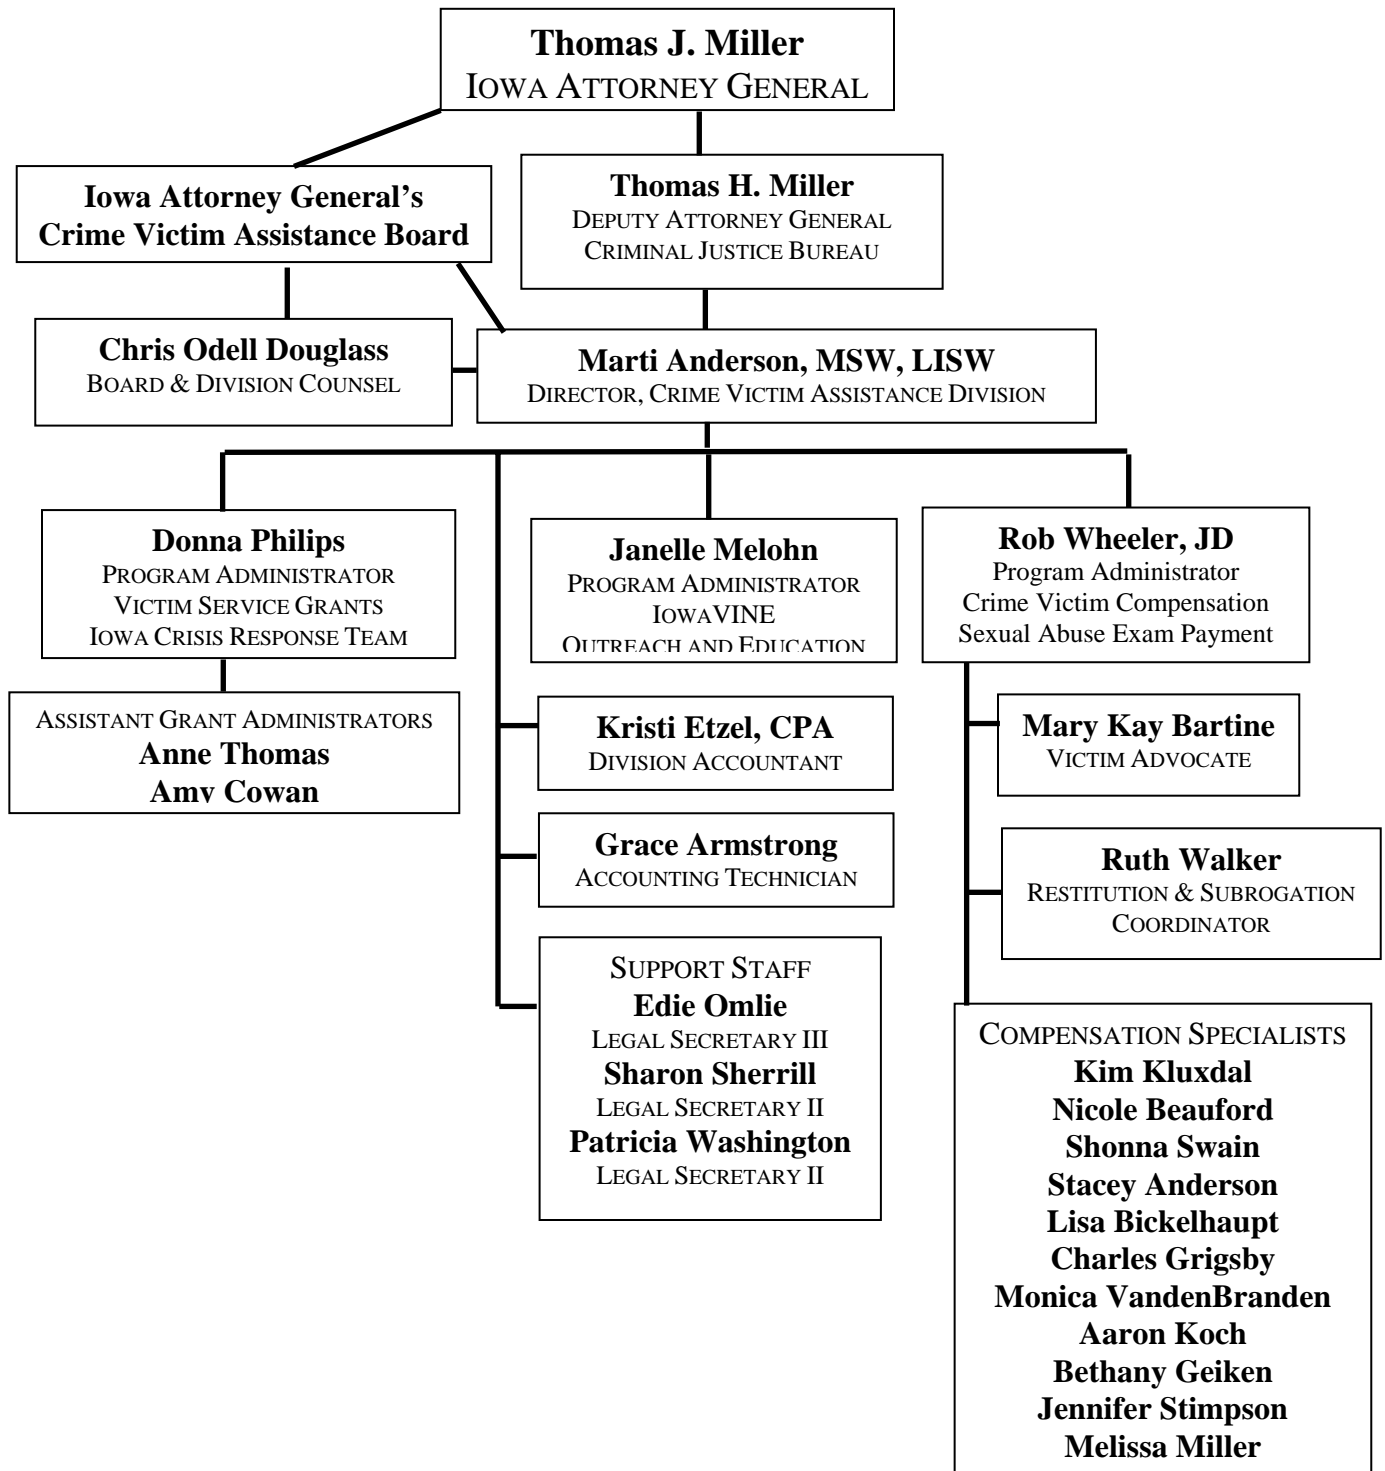 Thomas J. Miller
IOWA ATTORNEY GENERAL
Iowa Attorney General’s
Crime Victim Assistance Board
Thomas H. Miller
DEPUTY ATTORNEY GENERAL
CRIMINAL JUSTICE BUREAU
Chris Odell Douglass
BOARD & DIVISION COUNSEL
Marti Anderson, MSW, LISW
DIRECTOR, CRIME VICTIM ASSISTANCE DIVISION
Donna Philips
PROGRAM ADMINISTRATOR
VICTIM SERVICE GRANTS
IOWA CRISIS RESPONSE TEAM
Janelle Melohn
PROGRAM ADMINISTRATOR
IOWAVINE
OUTREACH AND EDUCATION
Rob Wheeler, JD
Program Administrator
Crime Victim Compensation
Sexual Abuse Exam Payment
ASSISTANT GRANT ADMINISTRATORS
Anne Thomas
Amy Cowan
Kristi Etzel, CPA
DIVISION ACCOUNTANT
Mary Kay Bartine
VICTIM ADVOCATE
Grace Armstrong
ACCOUNTING TECHNICIAN
Ruth Walker
RESTITUTION & SUBROGATION
COORDINATOR
SUPPORT STAFF
Edie Omlie
LEGAL SECRETARY III
Sharon Sherrill
LEGAL SECRETARY II
Patricia Washington
LEGAL SECRETARY II
COMPENSATION SPECIALISTS
Kim Kluxdal
Nicole Beauford
Shonna Swain
Stacey Anderson
Lisa Bickelhaupt
Charles Grigsby
Monica VandenBranden
Aaron Koch
Bethany Geiken
Jennifer Stimpson
Melissa Miller